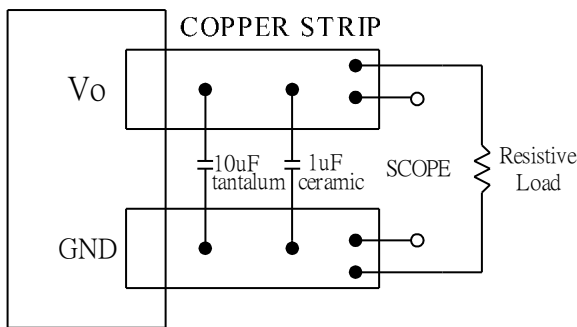 COPPER STRIP
Vo
10uF
tantalum
1uF
ceramic
SCOPE
Resistive
Load
GND